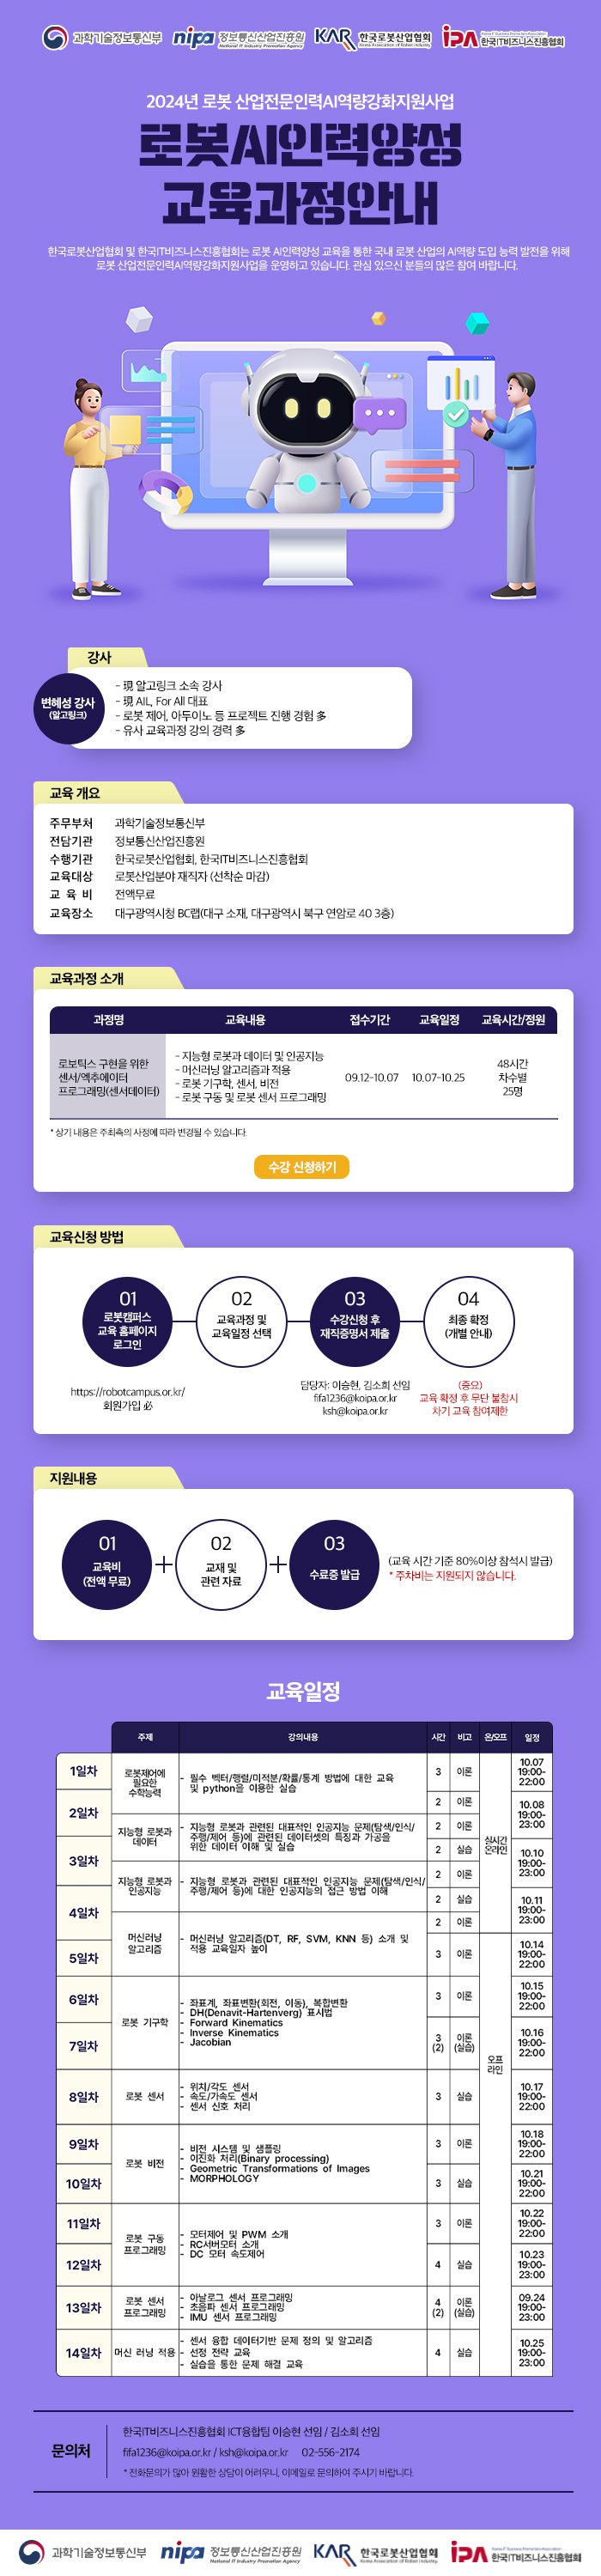 과학기술정보통신부
nipa 정보통신산업진흥원
National IT Industry Promotion Agency
KAR 한국로봇산업협회
Korea Association of Robot Industry
iPA 한국IT비즈니스진흥협회
2024년 로봇 산업전문인력AI역량강화지원사업
로봇AI인력양성
교육과정안내
한국로봇산업협회 및 한국IT비즈니스진흥협회는 로봇 AI인력양성 교육을 통한 국내 로봇 산업의 AI역량 도입 능력 발전을 위해
로봇 산업전문인력AI역량강화지원사업을 운영하고 있습니다. 관심 있으신 분들의 많은 참여 바랍니다.
강사
변혜성 강사
(알고링크)
- 現 알고링크 소속 강사
- 現 AIL, For All 대표
- 로봇 제어, 아두이노 등 프로젝트 진행 경험 多
- 유사 교육과정 강의 경력 多
교육 개요
주무부처 과학기술정보통신부
전담기관 정보통신산업진흥원
수행기관 한국로봇산업협회, 한국IT비즈니스진흥협회
교육대상 로봇산업분야 재직자 (선착순 마감)
교 육 비 전액무료
교육장소 대구광역시청 BC랩(대구 소재, 대구광역시 북구 연암로 40 3층)
교육과정 소개
과정명 교육내용 접수기간 교육일정 교육시간/정원
로보틱스 구현을 위한
센서/엑추에이터
프로그래밍(센서데이터)
- 지능형 로봇과 데이터 및 인공지능
- 머신러닝 알고리즘과 적용
- 로봇 기구학, 센서, 비전
- 로봇 구동 및 로봇 센서 프로그래밍
09.12-10.07 10.07-10.25
48시간
차수별
25명
* 상기 내용은 주최측의 사정에 따라 변경될 수 있습니다.
수강 신청하기
교육신청 방법
01
로봇캠퍼스
교육 홈페이지
로그인
https://robotcampus.or.kr/
회원가입 必
02
교육과정 및
교육일정 선택
03
수강신청 후
재직증명서 제출
담당자: 이승현, 김소희 선임
fifa1236@koipa.or.kr
ksh@koipa.or.kr
04
최종 확정
(개별 안내)
(중요)
교육 확정 후 무단 불참시
차기 교육 참여제한
지원내용
01
교육비
(전액 무료)
+
02
교재 및
관련 자료
+
03
수료증 발급
(교육 시간 기준 80%이상 참석시 발급)
* 주차비는 지원되지 않습니다.
교육일정
주제 강의내용 시간 비고 온/오프 일정
1일차
로봇제어에
필요한
수학능력
- 필수 벡터/행렬/미적분/확률/통계 방법에 대한 교육
및 python을 이용한 실습
3 이론
10.07
19:00-
22:00
2일차
2 이론
10.08
19:00-
23:00
지능형 로봇과
데이터
- 지능형 로봇과 관련된 대표적인 인공지능 문제(탐색/인식/
주행/제어 등)에 관련된 데이터셋의 특징과 가공을
위한 데이터 이해 및 실습
2 이론
실시간
온라인
3일차
2 실습
10.10
19:00-
23:00
지능형 로봇과
인공지능
- 지능형 로봇과 관련된 대표적인 인공지능 문제(탐색/인식/
주행/제어 등)에 대한 인공지능의 접근 방법 이해
2 이론
4일차
2 실습
10.11
19:00-
23:00
머신러닝
알고리즘
- 머신러닝 알고리즘(DT, RF, SVM, KNN 등) 소개 및
적용 교육일자 높이
2 이론
5일차
3 이론
10.14
19:00-
22:00
6일차
로봇 기구학
- 좌표계, 좌표변환(회전, 이동), 복합변환
- DH(Denavit-Hartenverg) 표시법
- Forward Kinematics
- Inverse Kinematics
- Jacobian
3 이론
10.15
19:00-
22:00
7일차
3
(2)
이론
(실습)
오프
라인
10.16
19:00-
22:00
8일차
로봇 센서
- 위치/각도 센서
- 속도/가속도 센서
- 센서 신호 처리
3 실습
10.17
19:00-
22:00
9일차
로봇 비전
- 비전 시스템 및 샘플링
- 이진화 처리(Binary processing)
- Geometric Transformations of Images
- MORPHOLOGY
3 이론
10.18
19:00-
22:00
10일차
3 실습
10.21
19:00-
22:00
11일차
로봇 구동
프로그래밍
- 모터제어 및 PWM 소개
- RC서버모터 소개
- DC 모터 속도제어
3 이론
10.22
19:00-
22:00
12일차
4 실습
10.23
19:00-
23:00
13일차
로봇 센서
프로그래밍
- 아날로그 센서 프로그래밍
- 초음파 센서 프로그래밍
- IMU 센서 프로그래밍
4
(2)
이론
(실습)
09.24
19:00-
23:00
14일차
머신 러닝 적용
- 센서 융합 데이터기반 문제 정의 및 알고리즘
- 선정 전략 교육
- 실습을 통한 문제 해결 교육
4 실습
10.25
19:00-
23:00
문의처
한국IT비즈니스진흥협회 ICT융합팀 이승현 선임 / 김소희 선임
fifa1236@koipa.or.kr / ksh@koipa.or.kr 02-556-2174
* 전화문의가 많아 원활한 상담이 어려우니, 이메일로 문의하여 주시기 바랍니다.
과학기술정보통신부
nipa 정보통신산업진흥원
National IT Industry Promotion Agency
KAR 한국로봇산업협회
Korea Association of Robot Industry
iPA 한국IT비즈니스진흥협회